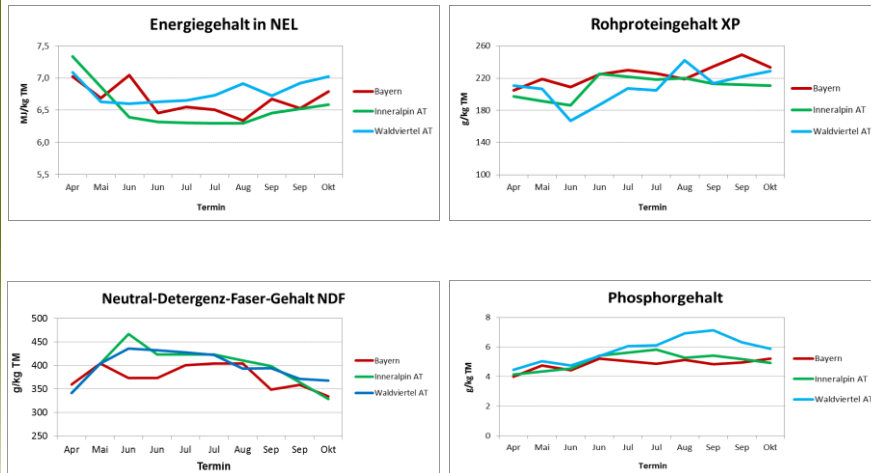 Energiegehalt in NEL
7,5
7,0
6,5
6,0
5,5
MJ/kg TM
Apr Mai Jun Jun Jul Jul Aug Sep Sep Okt
Termin
Bayern
Inneralpin AT
Waldviertel AT
Rohproteingehalt XP
260
220
180
140
100
g/kg TM
Apr Mai Jun Jun Jul Jul Aug Sep Sep Okt
Termin
Bayern
Inneralpin AT
Waldviertel AT
Neutral-Detergenz-Faser-Gehalt NDF
500
450
400
350
300
250
g/kg TM
Apr Mai Jun Jun Jul Jul Aug Sep Sep Okt
Termin
Bayern
Inneralpin AT
Waldviertel AT
Phosphorgehalt
8
6
4
2
0
g/kg TM
Apr Mai Jun Jun Jul Jul Aug Sep Sep Okt
Termin
Bayern
Inneralpin AT
Waldviertel AT